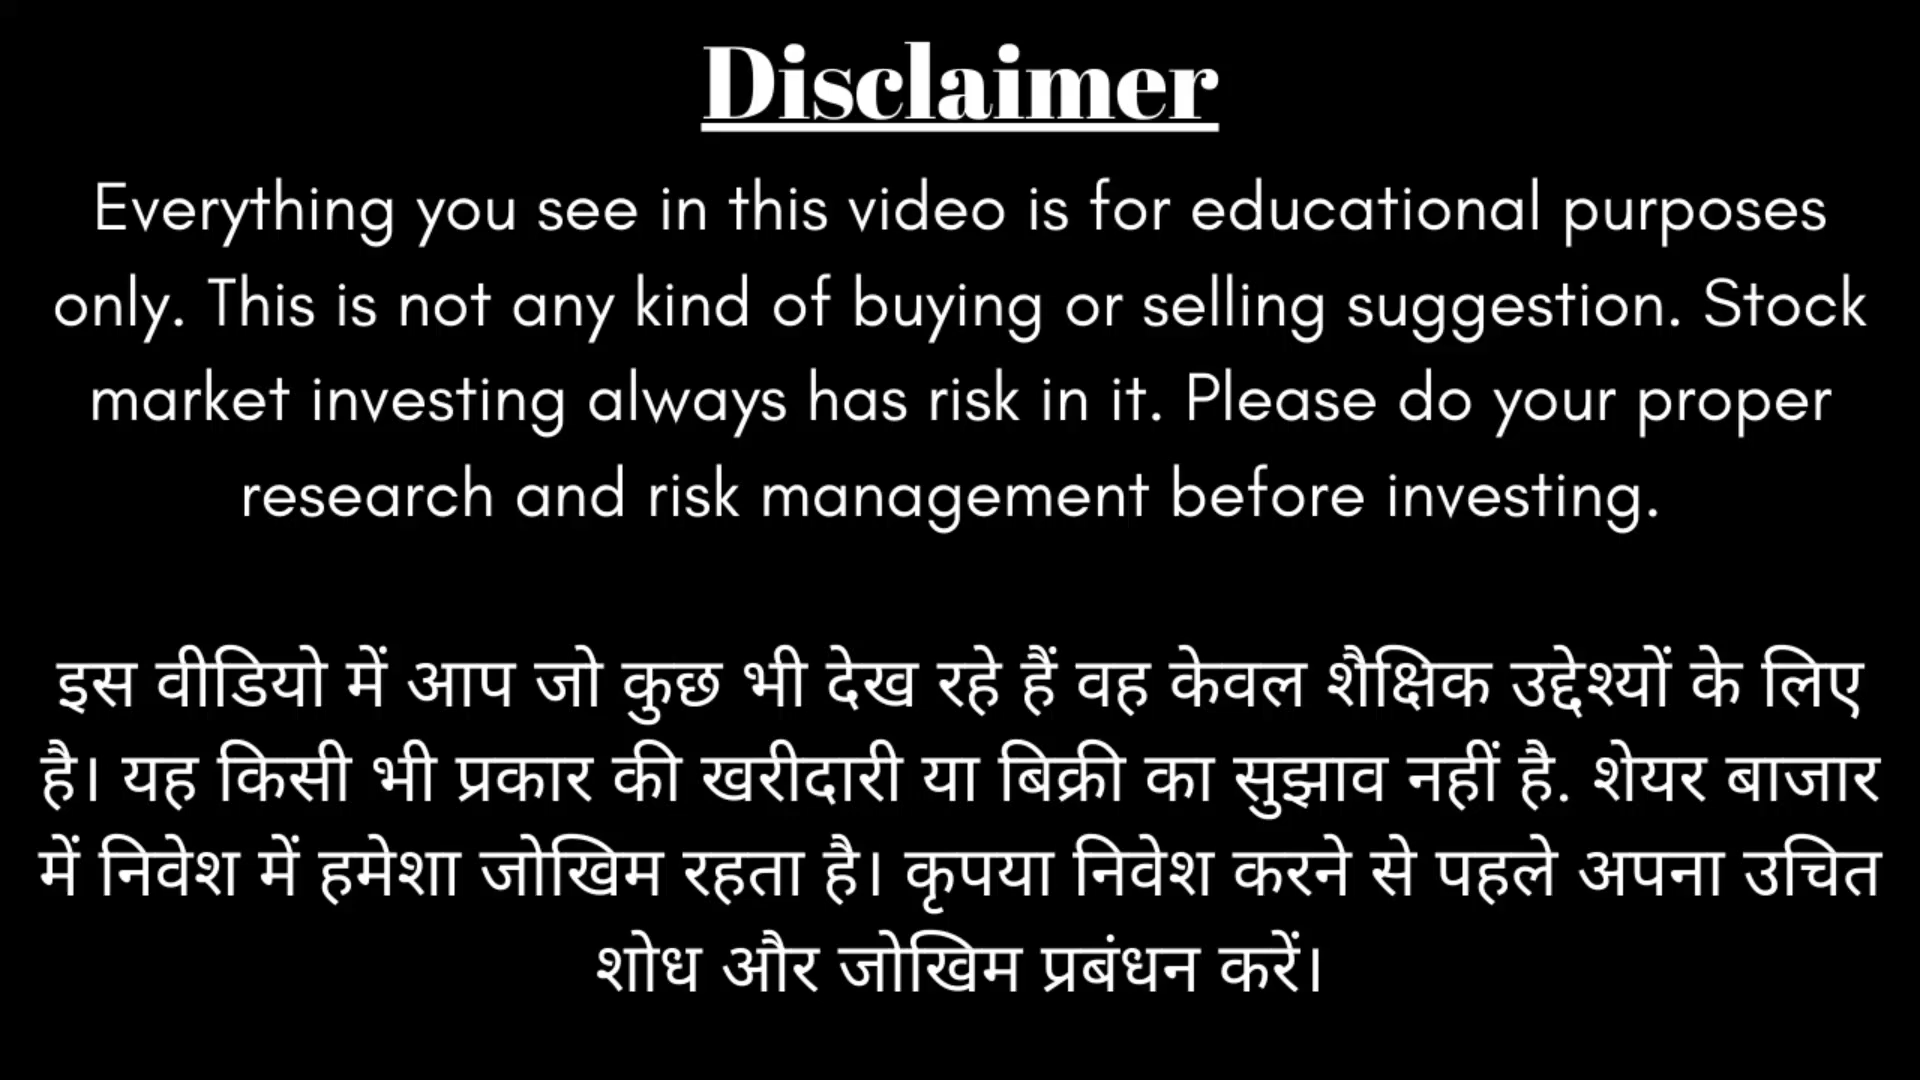 Disclaimer
Everything you see in this video is for educational purposes
only. This is not any kind of buying or selling suggestion. Stock
market investing always has risk in it. Please do your proper
research and risk management before investing.
इस वीडियो में आप जो कुछ भी देख रहे हैं वह केवल शैक्षिक उद्देश्यों के लिए
है। यह किसी भी प्रकार की खरीदारी या बिक्री का सुझाव नहीं है. शेयर बाजार
में निवेश में हमेशा जोखिम रहता है। कृपया निवेश करने से पहले अपना उचित
शोध और जोखिम प्रबंधन करें।